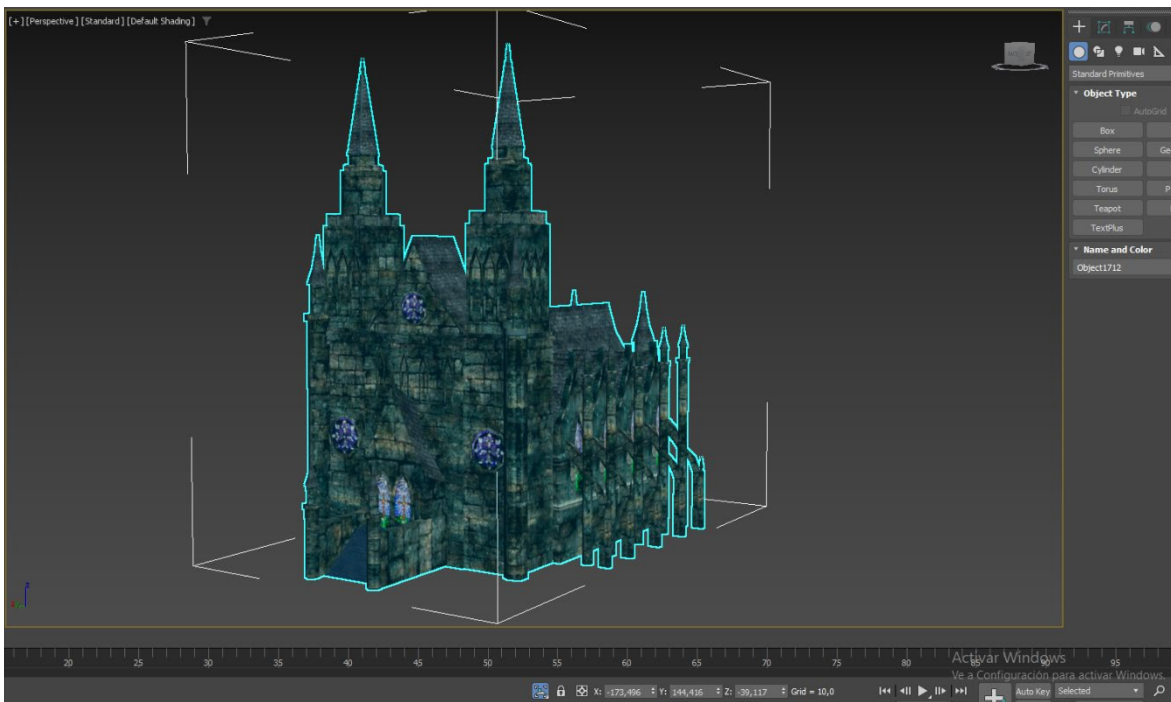 [+] [Perspective] [Standard] [Default Shading]
Standard Primitives
Object Type
AutoGrid
Box
Sphere
Ge
Cylinder
Torus
P
Teapot
TextPlus
Name and Color
Object1712
z
20 25 30 35 40 45 50 55 60 65 70 75 80 85 90 95
Activar Windows
Ve a Configuración para activar Windows.
X: -173,496 Y: 144,416 Z: -39,117 Grid = 10,0 Auto Key Selected